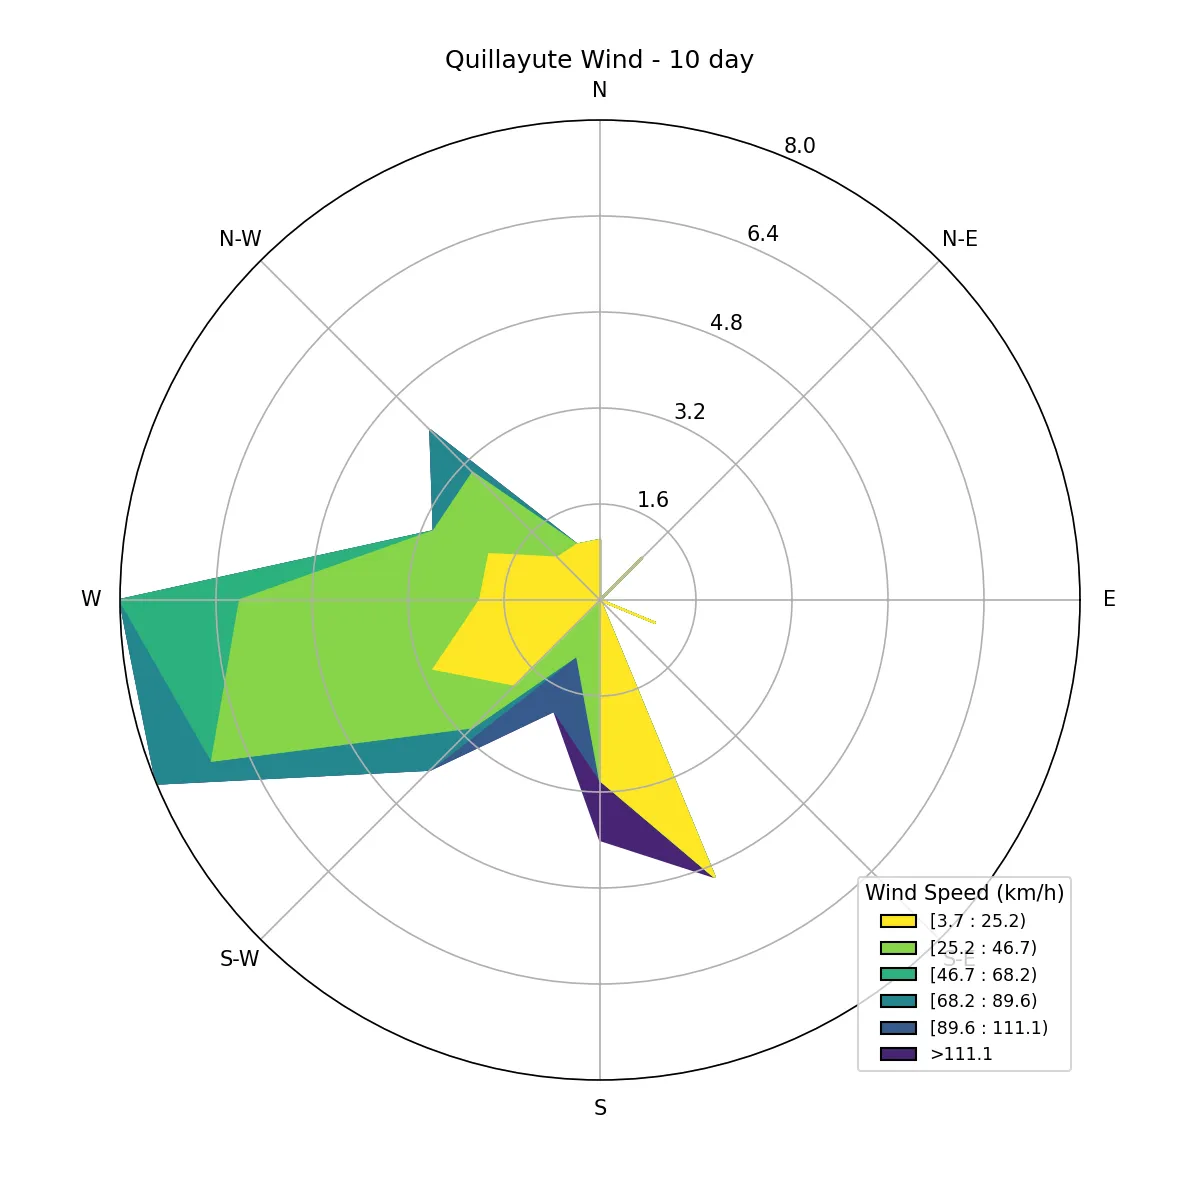 Quillayute Wind - 10 day
N
8.0
N-W
N-E
6.4
4.8
3.2
1.6
W
E
S-W
S-E
S
Wind Speed (km/h)
[3.7 : 25.2)
[25.2 : 46.7)
[46.7 : 68.2)
[68.2 : 89.6)
[89.6 : 111.1)
>111.1